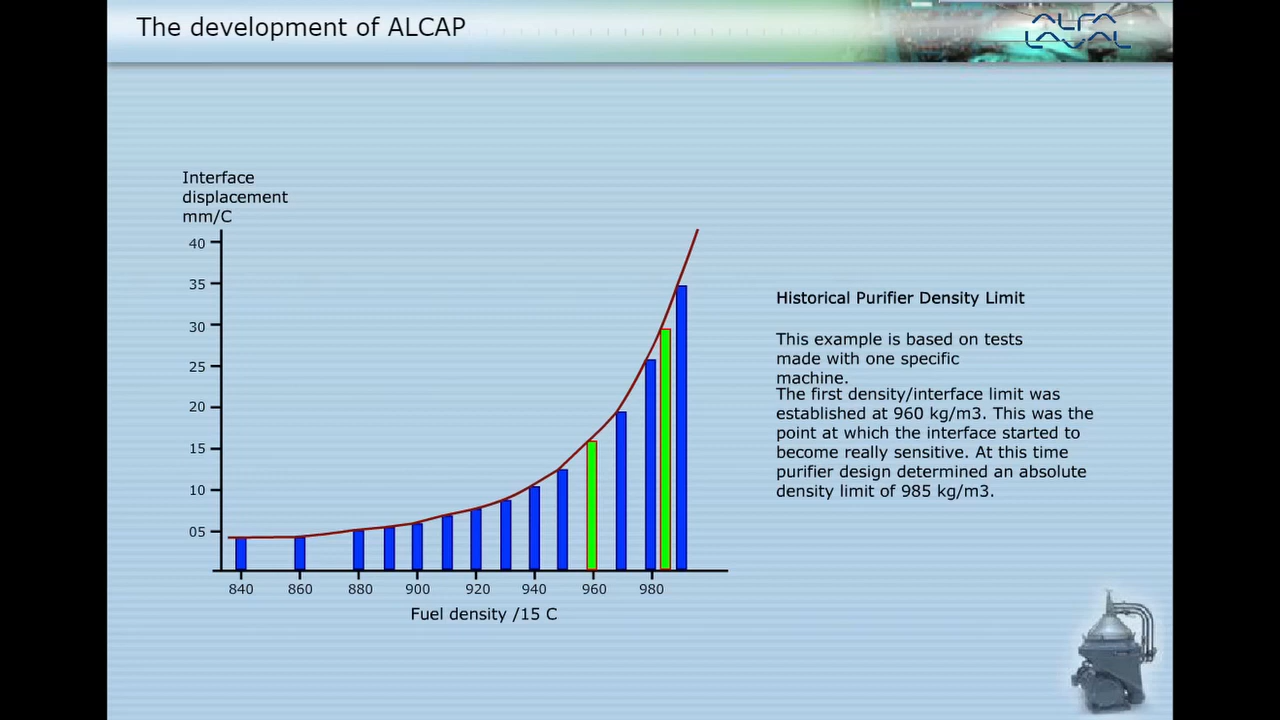 The development of ALCAP
ALFA
LAVAL
Interface
displacement
mm/C
40
35
30
25
20
15
10
05
840 860 880 900 920 940 960 980
Fuel density /15 C
Historical Purifier Density Limit
This example is based on tests
made with one specific
machine.
The first density/interface limit was
established at 960 kg/m3. This was the
point at which the interface started to
become really sensitive. At this time
purifier design determined an absolute
density limit of 985 kg/m3.